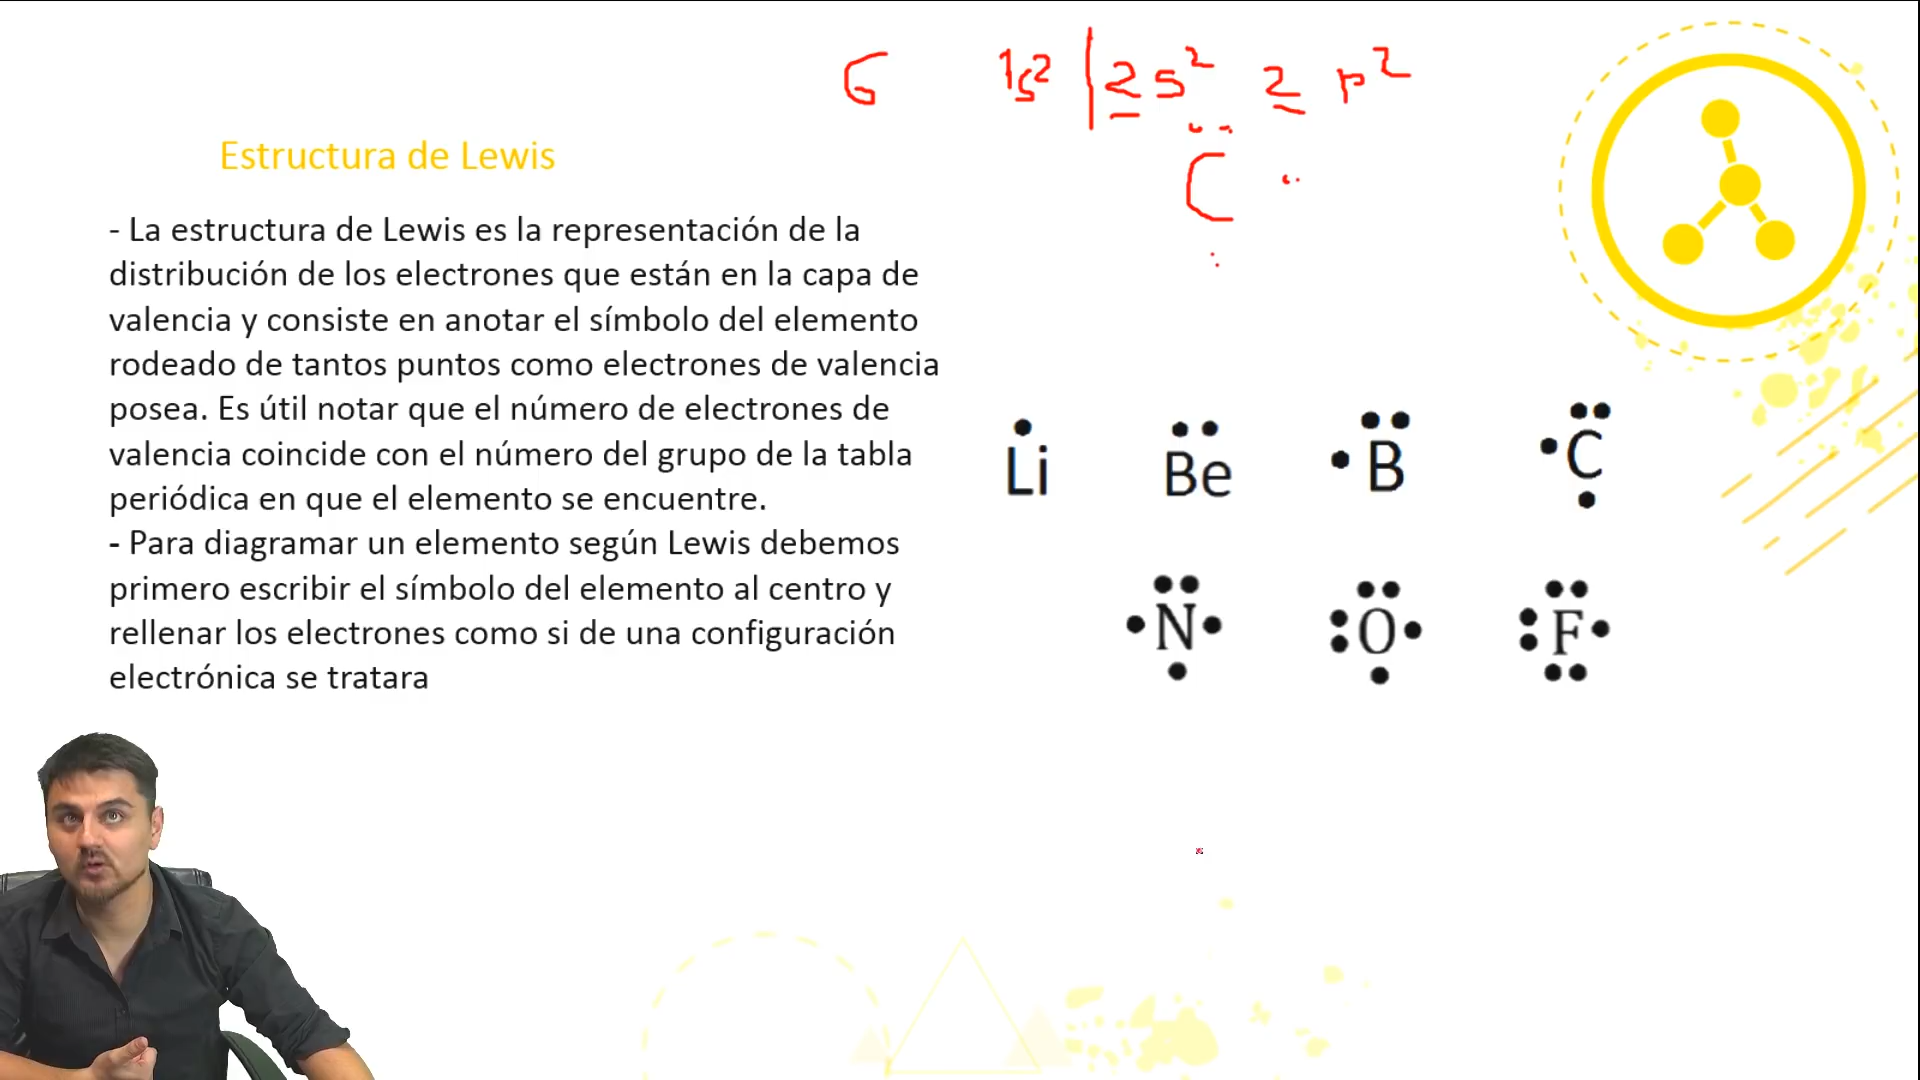 6 1s² | 2s² 2p²
C
Estructura de Lewis
- La estructura de Lewis es la representación de la
distribución de los electrones que están en la capa de
valencia y consiste en anotar el símbolo del elemento
rodeado de tantos puntos como electrones de valencia
posea. Es útil notar que el número de electrones de
valencia coincide con el número del grupo de la tabla
periódica en que el elemento se encuentre.
- Para diagramar un elemento según Lewis debemos
primero escribir el símbolo del elemento al centro y
rellenar los electrones como si de una configuración
electrónica se tratara
Li Be B C
N O F